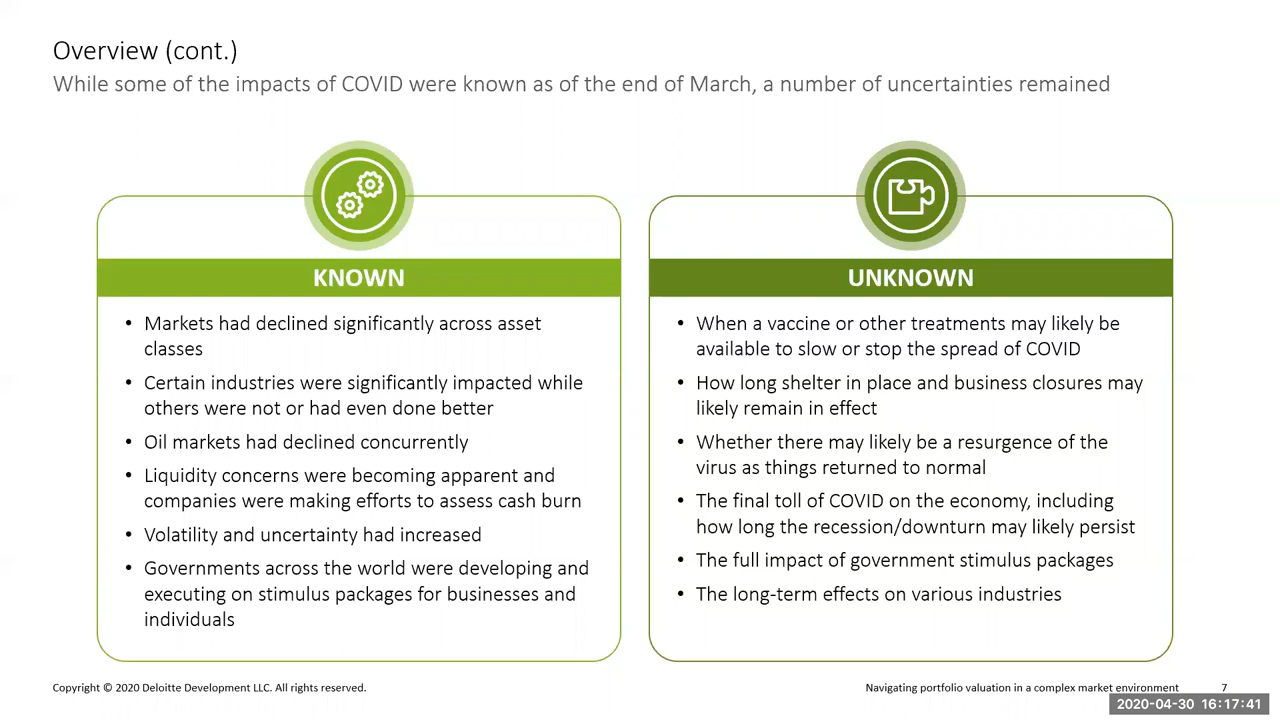 Overview (cont.)
While some of the impacts of COVID were known as of the end of March, a number of uncertainties remained
KNOWN
• Markets had declined significantly across asset
classes
• Certain industries were significantly impacted while
others were not or had even done better
• Oil markets had declined concurrently
• Liquidity concerns were becoming apparent and
companies were making efforts to assess cash burn
• Volatility and uncertainty had increased
• Governments across the world were developing and
executing on stimulus packages for businesses and
individuals
UNKNOWN
• When a vaccine or other treatments may likely be
available to slow or stop the spread of COVID
• How long shelter in place and business closures may
likely remain in effect
• Whether there may likely be a resurgence of the
virus as things returned to normal
• The final toll of COVID on the economy, including
how long the recession/downturn may likely persist
• The full impact of government stimulus packages
• The long-term effects on various industries
Copyright © 2020 Deloitte Development LLC. All rights reserved.
Navigating portfolio valuation in a complex market environment 7
2020-04-30 16:17:41